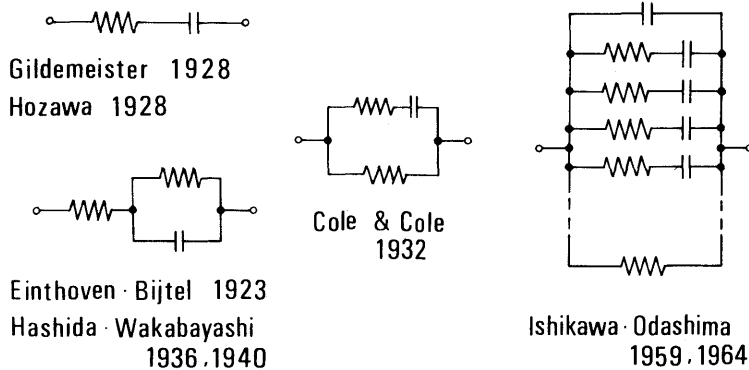 Gildemeister 1928
Hozawa 1928
Einthoven · Bijtel 1923
Hashida · Wakabayashi
1936,1940
Cole & Cole
1932
Ishikawa · Odashima
1959,1964